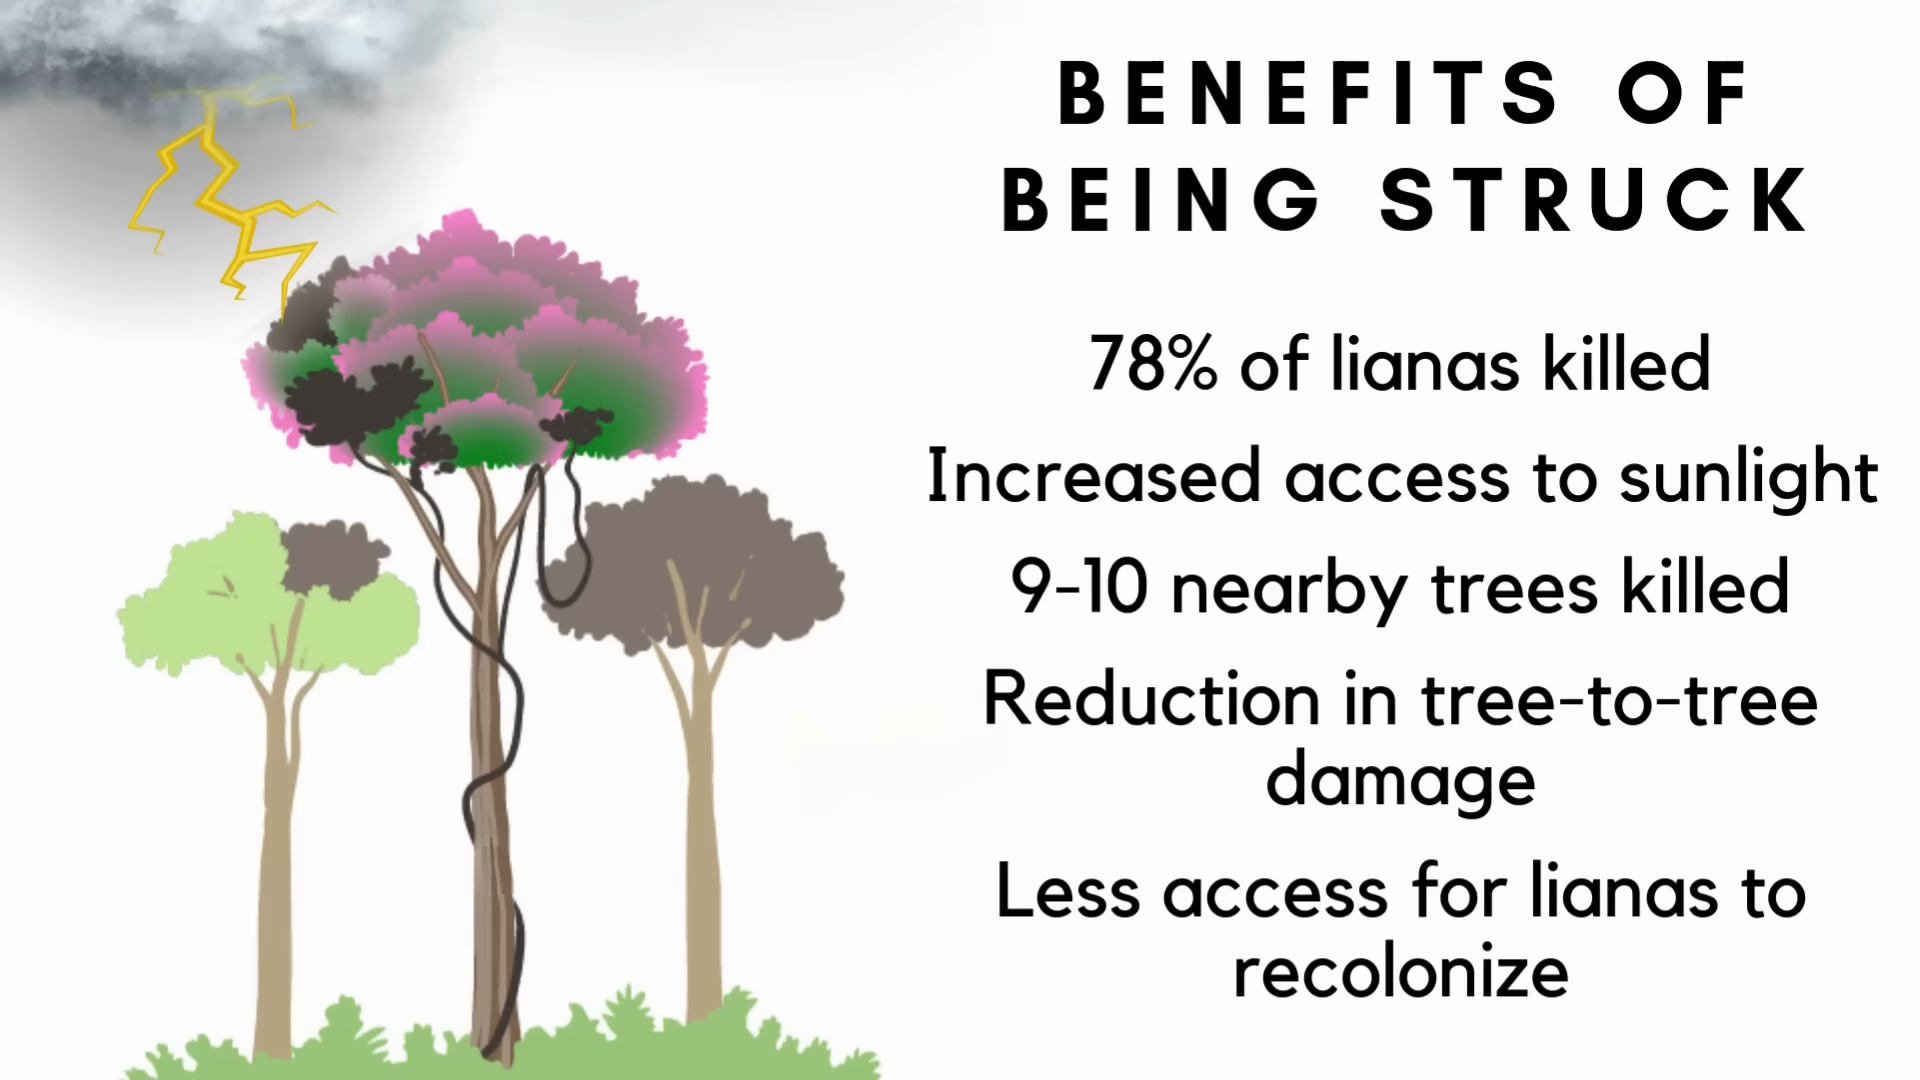 BENEFITS OF
BEING STRUCK
78% of lianas killed
Increased access to sunlight
9-10 nearby trees killed
Reduction in tree-to-tree
damage
Less access for lianas to
recolonize